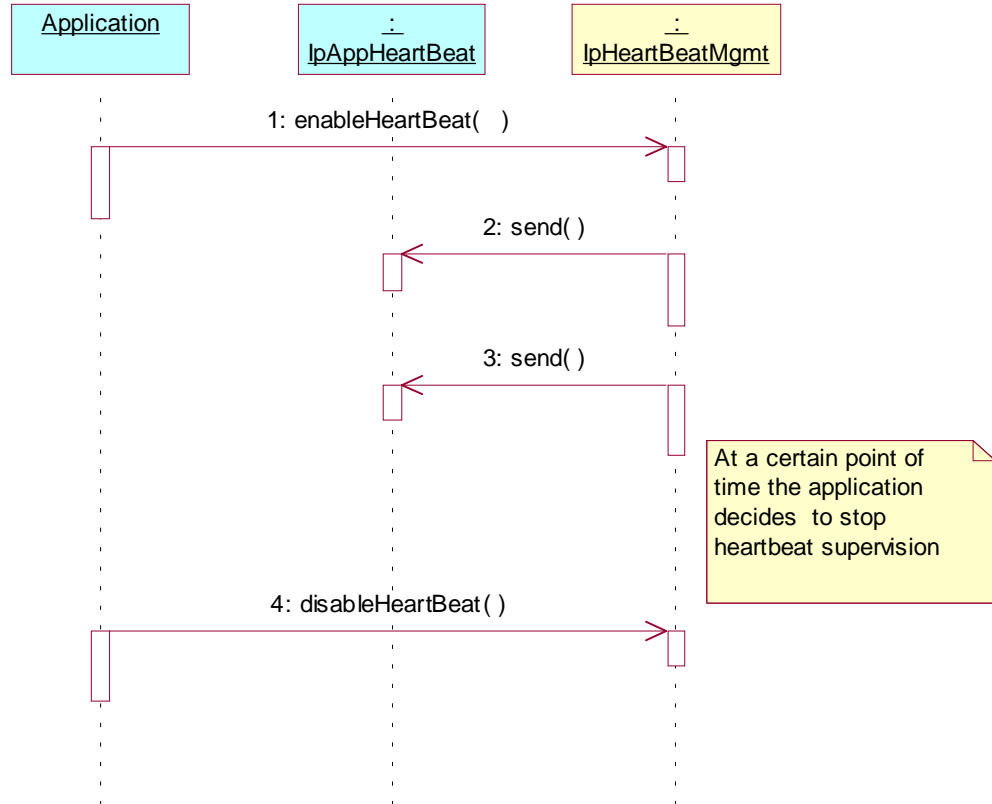 Application
:
IpAppHeartBeat
:
IpHeartBeatMgmt
1: enableHeartBeat( )
2: send( )
3: send( )
At a certain point of
time the application
decides to stop
heartbeat supervision
4: disableHeartBeat( )